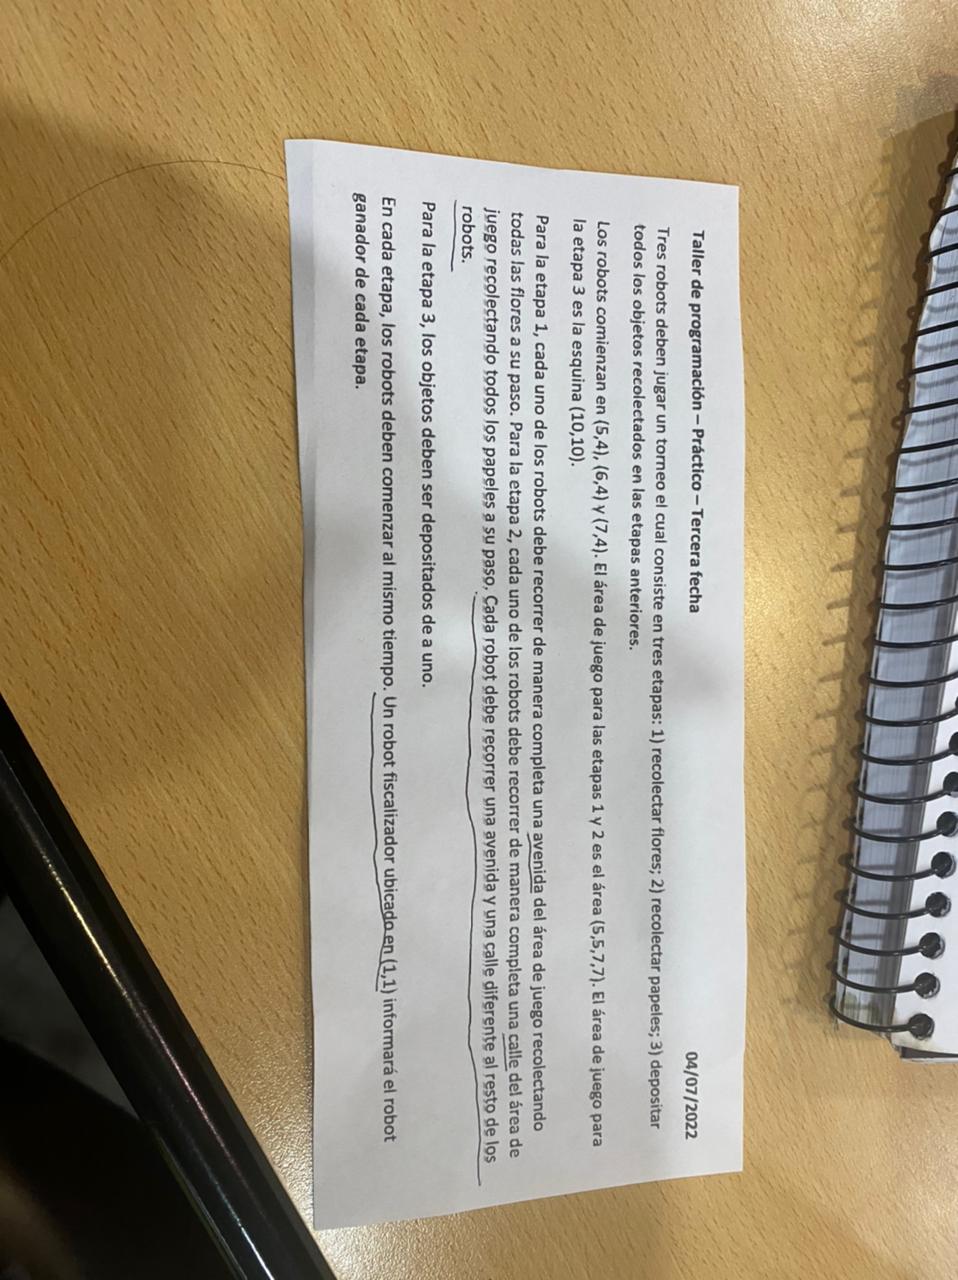 Taller de programación – Práctico – Tercera fecha 04/07/2022
Tres robots deben jugar un torneo el cual consiste en tres etapas: 1) recolectar flores; 2) recolectar papeles; 3) depositar
todos los objetos recolectados en las etapas anteriores.
Los robots comienzan en (5,4), (6,4) y (7,4). El área de juego para las etapas 1 y 2 es el área (5,5,7,7). El área de juego para
la etapa 3 es la esquina (10,10).
Para la etapa 1, cada uno de los robots debe recorrer de manera completa una avenida del área de juego recolectando
todas las flores a su paso. Para la etapa 2, cada uno de los robots debe recorrer de manera completa una calle del área de
juego recolectando todos los papeles a su paso. Cada robot debe recorrer una avenida y una calle diferente al resto de los
robots.
Para la etapa 3, los objetos deben ser depositados de a uno.
En cada etapa, los robots deben comenzar al mismo tiempo. Un robot fiscalizador ubicado en (1,1) informará el robot
ganador de cada etapa.